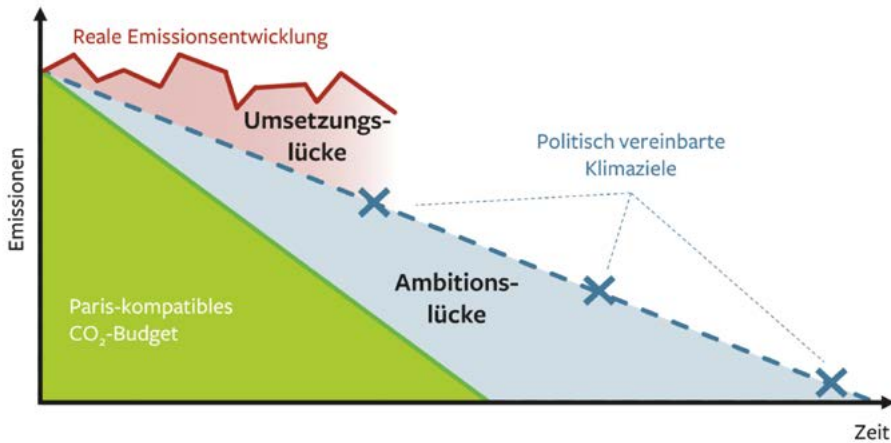 Reale Emissionsentwicklung
Umsetzungs-
lücke
Politisch vereinbarte
Klimaziele
Emissionen
Ambitions-
lücke
Paris-kompatibles
CO₂-Budget
Zeit